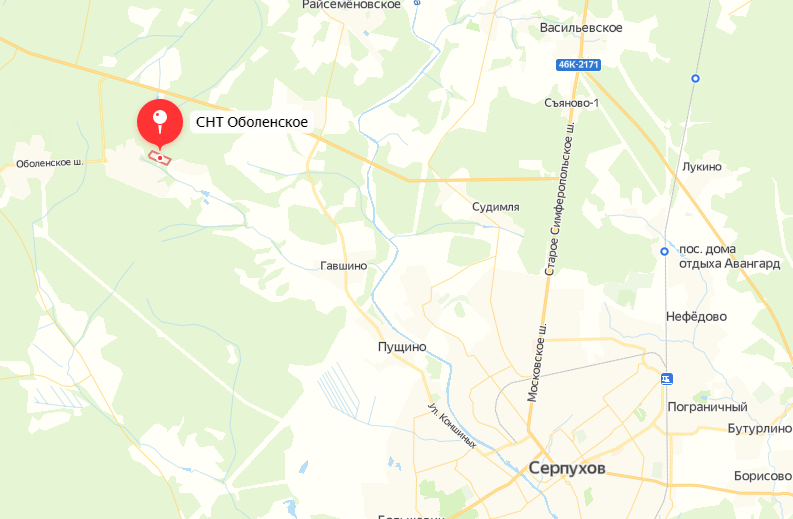 Райсемёновское
Васильевское
46К-2171
Съяново-1
СНТ Оболенское
Оболенское ш.
Старое Симферопольское ш.
Лукино
Судимля
пос. дома
отдыха Авангард
Гавшино
Нефёдово
Пущино
Московское ш.
Пограничный
ул. Коншиных
Бутурлино
Серпухов
Борисово